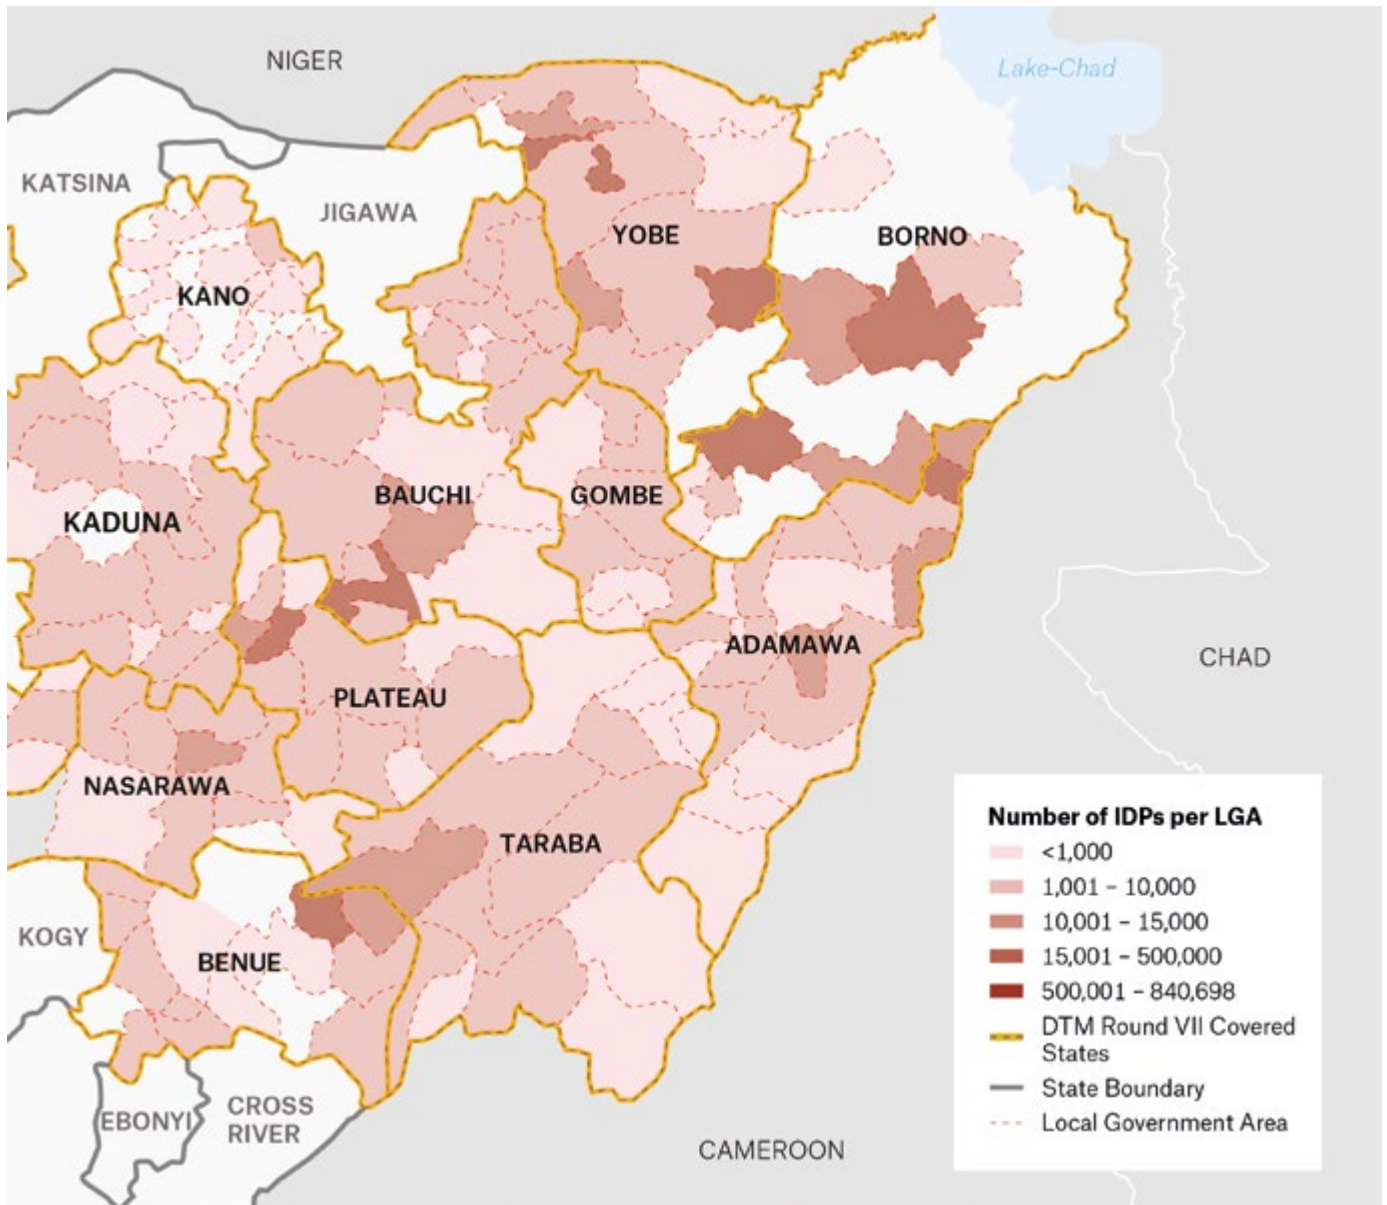 NIGER
Lake-Chad
KATSINA
JIGAWA
YOBE
BORNO
KANO
BAUCHI
GOMBE
KADUNA
ADAMAWA
CHAD
PLATEAU
NASARAWA
TARABA
KOGY
BENUE
EBONYI
CROSS
RIVER
CAMEROON
Number of IDPs per LGA
<1,000
1,001 – 10,000
10,001 – 15,000
15,001 – 500,000
500,001 – 840,698
DTM Round VII Covered
States
State Boundary
Local Government Area